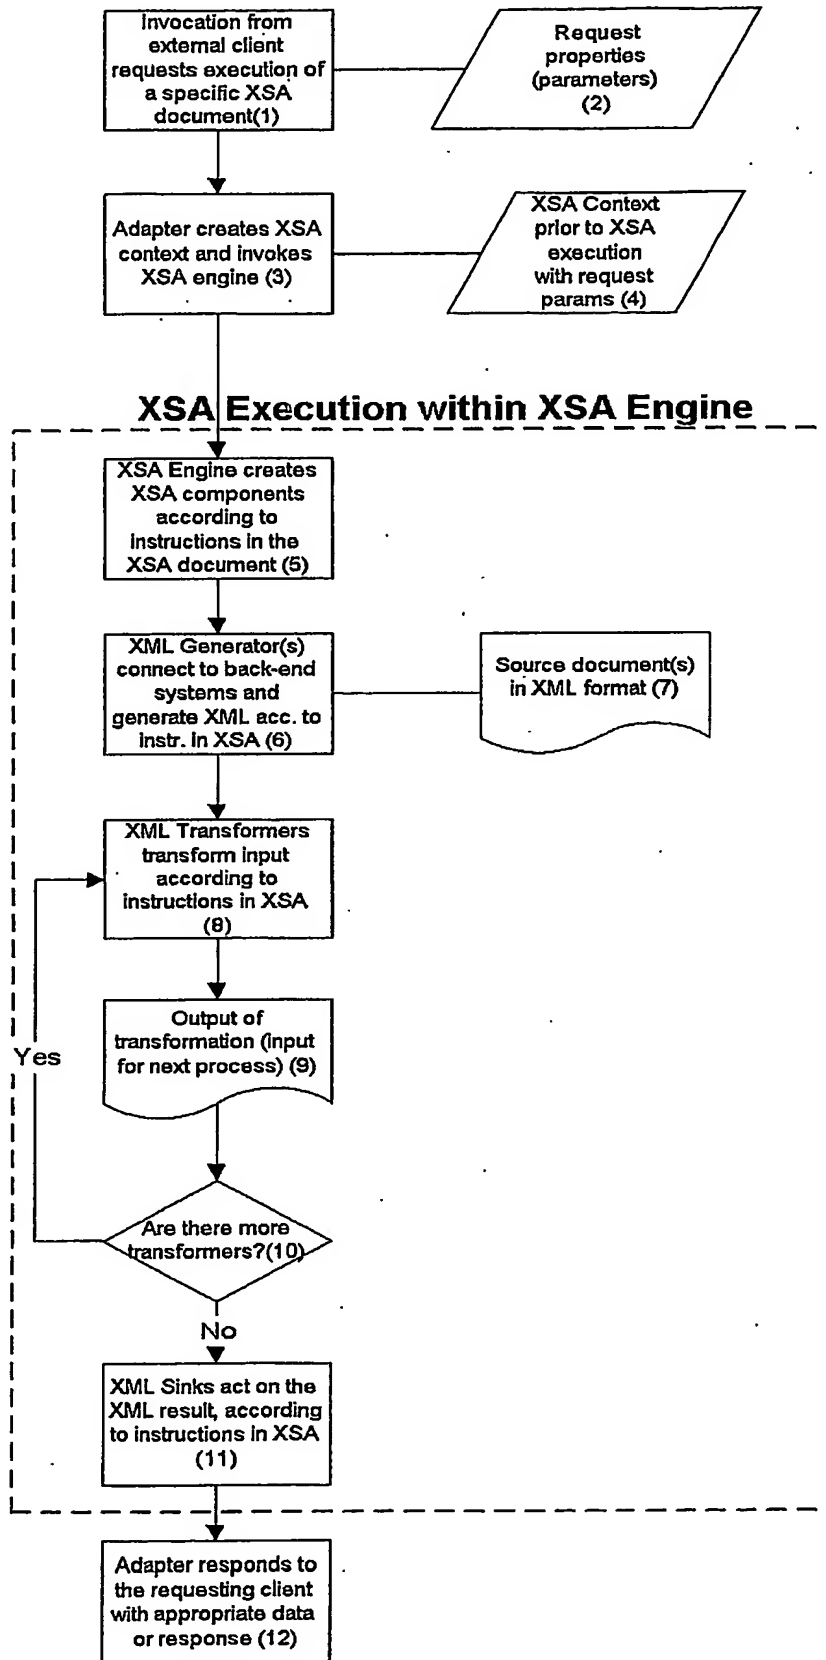 Invocation from
external client
requests execution of
a specific XSA
document(1)
Request
properties
(parameters)
(2)
Adapter creates XSA
context and invokes
XSA engine (3)
XSA Context
prior to XSA
execution
with request
params (4)
XSA Execution within XSA Engine
XSA Engine creates
XSA components
according to
instructions in the
XSA document (5)
XML Generator(s)
connect to back-end
systems and
generate XML acc. to
instr. in XSA (6)
Source document(s)
in XML format (7)
XML Transformers
transform input
according to
instructions in XSA
(8)
Output of
transformation (input
for next process) (9)
Yes
Are there more
transformers?(10)
No
XML Sinks act on the
XML result, according
to instructions in XSA
(11)
Adapter responds to
the requesting client
with appropriate data
or response (12)